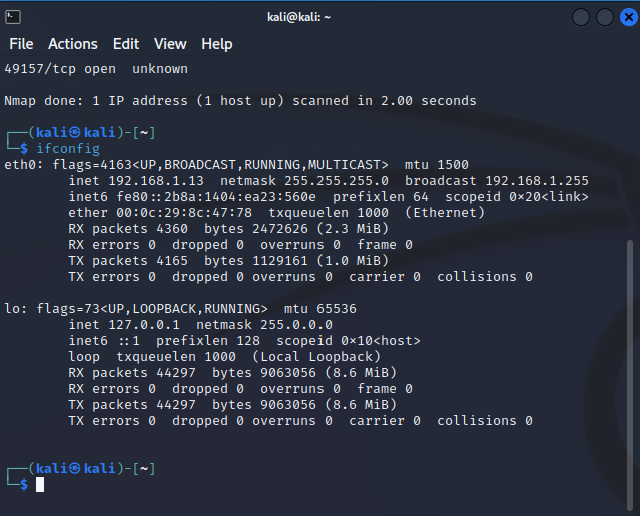 kali@kali: ~
File Actions Edit View Help
49157/tcp open  unknown
Nmap done: 1 IP address (1 host up) scanned in 2.00 seconds
┌──(kali㉿kali)-[~]
└─$ ifconfig
eth0: flags=4163<UP,BROADCAST,RUNNING,MULTICAST>  mtu 1500
        inet 192.168.1.13  netmask 255.255.255.0  broadcast 192.168.1.255
        inet6 fe80::2b8a:1404:ea23:560e  prefixlen 64  scopeid 0×20<link>
        ether 00:0c:29:8c:47:78  txqueuelen 1000  (Ethernet)
        RX packets 4360  bytes 2472626 (2.3 MiB)
        RX errors 0  dropped 0  overruns 0  frame 0
        TX packets 4165  bytes 1129161 (1.0 MiB)
        TX errors 0  dropped 0 overruns 0  carrier 0  collisions 0
lo: flags=73<UP,LOOPBACK,RUNNING>  mtu 65536
        inet 127.0.0.1  netmask 255.0.0.0
        inet6 ::1  prefixlen 128  scopeid 0×10<host>
        loop  txqueuelen 1000  (Local Loopback)
        RX packets 44297  bytes 9063056 (8.6 MiB)
        RX errors 0  dropped 0  overruns 0  frame 0
        TX packets 44297  bytes 9063056 (8.6 MiB)
        TX errors 0  dropped 0 overruns 0  carrier 0  collisions 0
┌──(kali㉿kali)-[~]
└─$